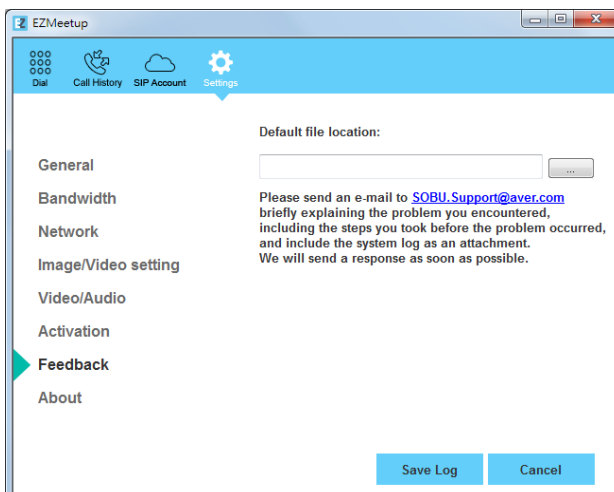 EZ EZMeetup
Dial Call History SIP Account Settings
Default file location:
...
General
Bandwidth
Network
Image/Video setting
Video/Audio
Activation
Feedback
About
Please send an e-mail to SOBU.Support@aver.com
briefly explaining the problem you encountered,
including the steps you took before the problem occurred,
and include the system log as an attachment.
We will send a response as soon as possible.
Save Log Cancel